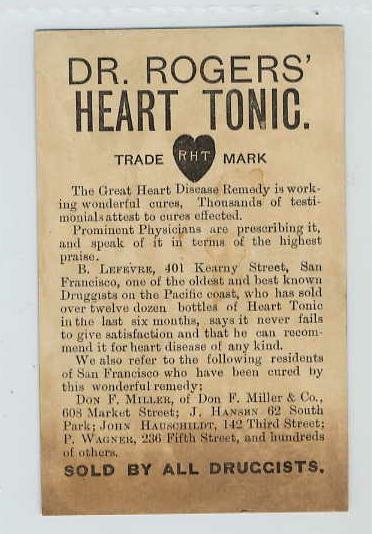 DR. ROGERS'
HEART TONIC.
TRADE RHT MARK
The Great Heart Disease Remedy is work-
ing wonderful cures, Thousands of testi-
monials attest to cures effected.
Prominent Physicians are prescribing it,
and speak of it in terms of the highest
praise.
B. LEFEVRE, 401 Kearny Street, San
Francisco, one of the oldest and best known
Druggists on the Pacific coast, who has sold
over twelve dozen bottles of Heart Tonic
in the last six months, says it never fails
to give satisfaction and that he can recom-
mend it for heart disease of any kind.
We also refer to the following residents
of San Francisco who have been cured by
this wonderful remedy;
DON F. MILLER, of Don F. Miller & Co.,
608 Market Street; J. HANSEN 62 South
Park; JOHN HAUSCHILDT, 142 Third Street;
P. WAGNER, 236 Fifth Street, and hundreds
of others.
SOLD BY ALL DRUGGISTS.